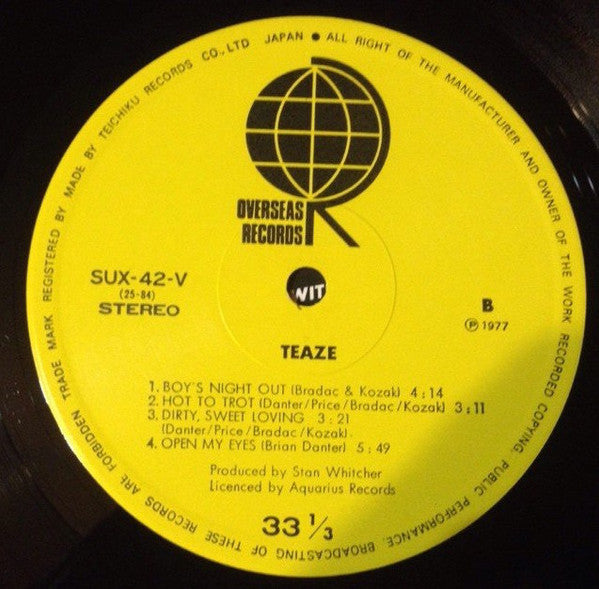 TRADE MARK REGISTERED BY MADE BY TEICHIKU RECORDS CO., LTD JAPAN ● ALL RIGHT OF THE MANUFACTURER AND OWNER OF THE WORK RECORDED COPYING, PUBLIC PERFORMANCE, BROADCASTING OF THESE RECORDS ARE FORBIDDEN
OVERSEAS
RECORDS
SUX-42-V
(25-84)
STEREO
WIT
B
Ⓟ 1977
TEAZE
1. BOY'S NIGHT OUT (Bradac & Kozak) 4:14
2. HOT TO TROT (Danter/Price/Bradac/Kozak) 3:11
3. DIRTY, SWEET LOVING 3:21
(Danter/Price/Bradac/Kozak).
4. OPEN MY EYES (Brian Danter) 5:49
Produced by Stan Whitcher
Licenced by Aquarius Records
33 1/3